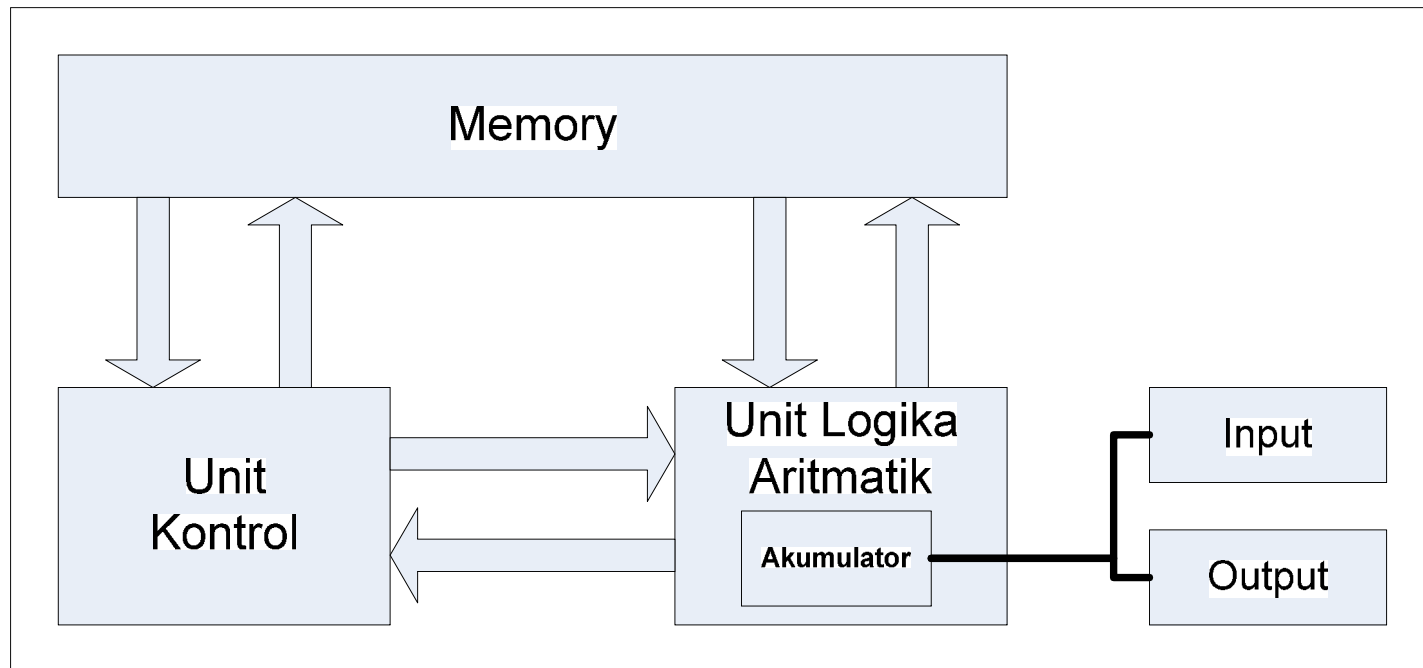 Memory
Unit
Kontrol
Unit Logika
Aritmatik
Akumulator
Input
Output